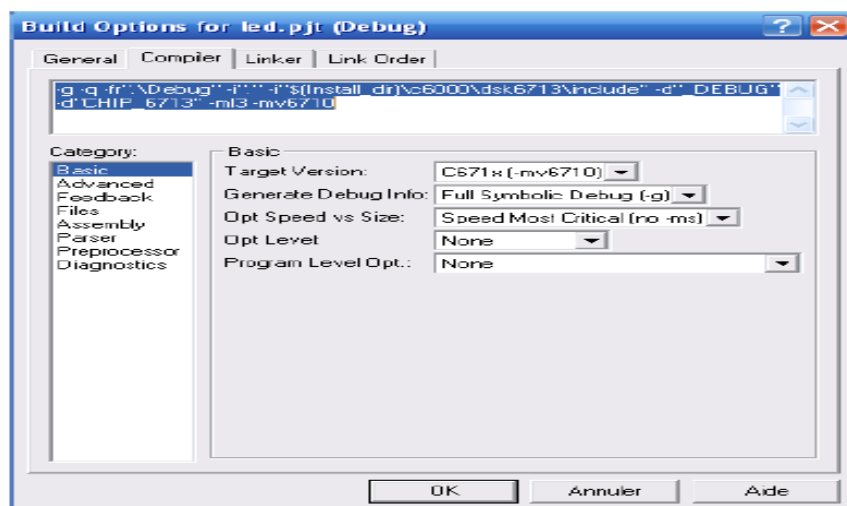 Build Options for led.pjt (Debug)
General Compiler Linker Link Order
-g -q -fr".\Debug" -i"." -i"$(Install_dir)\c6000\dsk6713\include" -d"_DEBUG"
-d"CHIP_6713" -ml3 -mv6710
Category:
Basic
Advanced
Feedback
Files
Assembly
Parser
Preprocessor
Diagnostics
Basic
Target Version: C671x (-mv6710)
Generate Debug Info: Full Symbolic Debug (-g)
Opt Speed vs Size: Speed Most Critical (no -ms)
Opt Level: None
Program Level Opt.: None
OK Annuler Aide